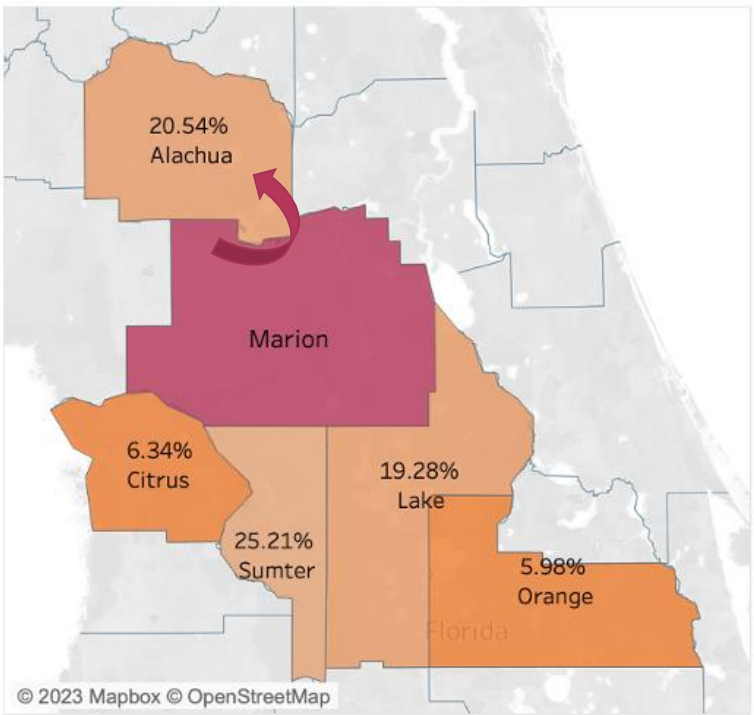 20.54%
Alachua
Marion
6.34%
Citrus
19.28%
Lake
25.21%
Sumter
5.98%
Orange
Florida
© 2023 Mapbox © OpenStreetMap